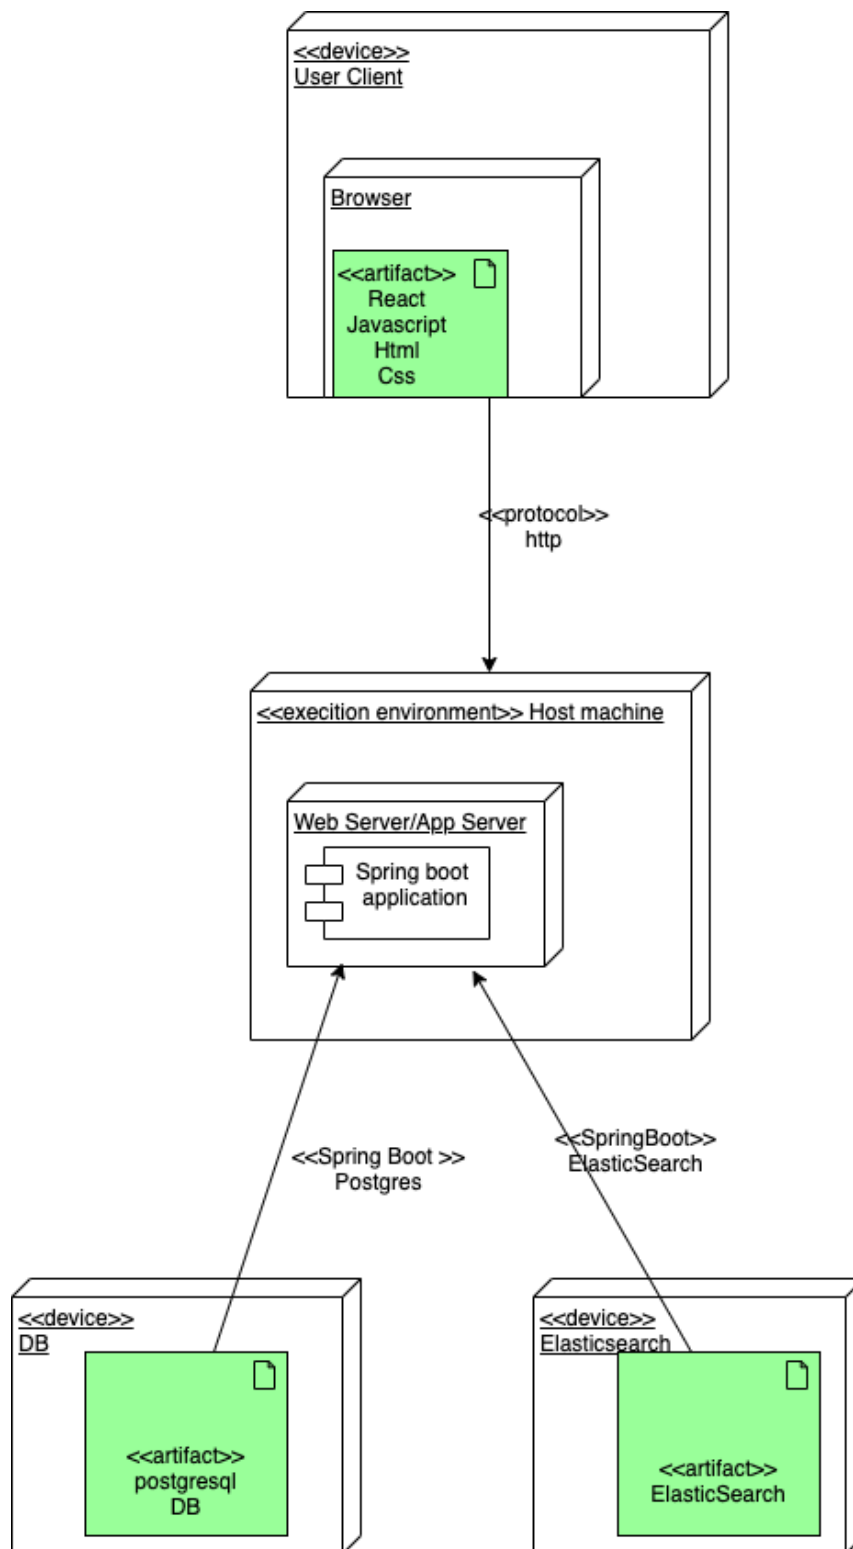 <<device>>
User Client
Browser
<<artifact>>
React
Javascript
Html
Css
<<protocol>>
http
<<execition environment>> Host machine
Web Server/App Server
Spring boot
application
<<Spring Boot >>
Postgres
<<SpringBoot>>
ElasticSearch
<<device>>
DB
<<artifact>>
postgresql
DB
<<device>>
Elasticsearch
<<artifact>>
ElasticSearch